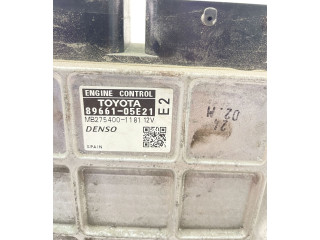 ENGINE CONTROL
TOYOTA
89661-05E21
E2
MB275400-1181 12V
DENSO
SPAIN